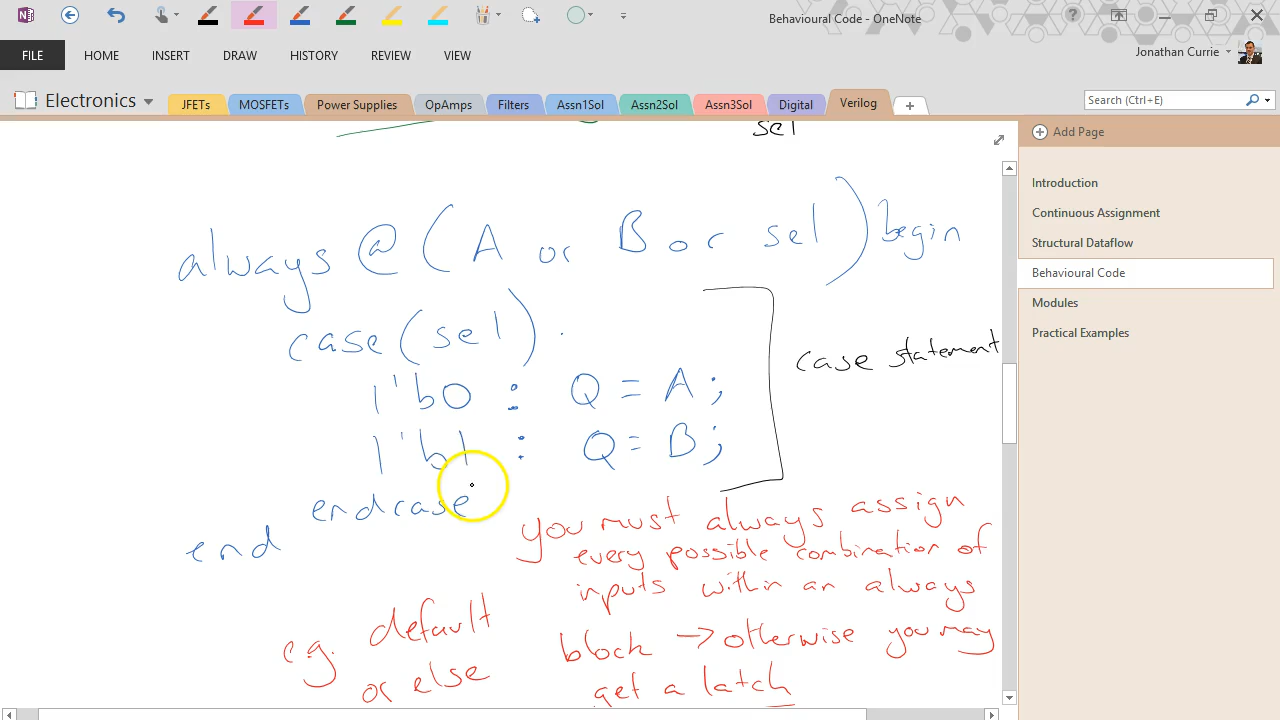 Behavioural Code - OneNote
Jonathan Currie
FILE HOME INSERT DRAW HISTORY REVIEW VIEW
Electronics JFETs MOSFETs Power Supplies OpAmps Filters Assn1Sol Assn2Sol Assn3Sol Digital Verilog
Search (Ctrl+E)
Add Page
Introduction
Continuous Assignment
Structural Dataflow
Behavioural Code
Modules
Practical Expressions
sel
always @ (A or B or sel) begin
case (sel).
1'b0 : Q = A;
1'b1 : Q = B;
endcase
end
case statement
you must always assign
every possible combination of
inputs within an always
block -> otherwise you may
get a latch
e.g. default
or else